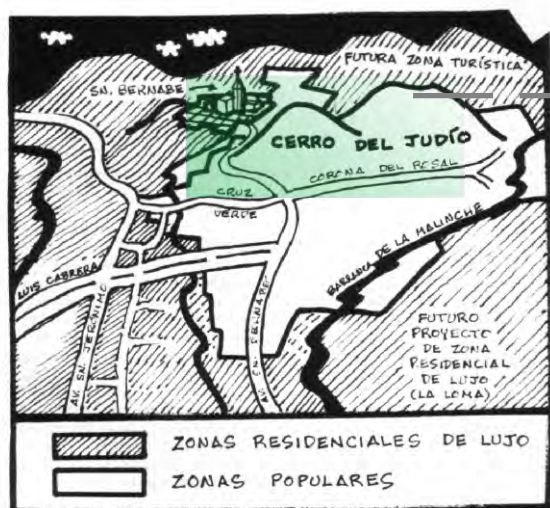 FUTURA ZONA TURÍSTICA
SN. BERNABE
CERRO DEL JUDÍO
CORONA DEL ROSAL
CRUZ
VERDE
BARRANCA DE LA MALINCHE
LUIS CABRERA
AV. SN. JERÓNIMO
AV. SN. BERNABE
FUTURO
PROYECTO
DE ZONA
RESIDENCIAL
DE LUJO
(LA LOMA)
ZONAS RESIDENCIALES DE LUJO
ZONAS POPULARES